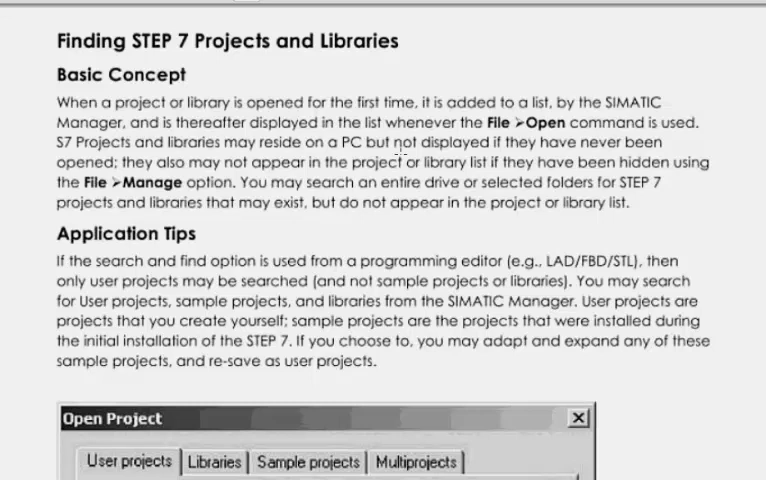 Finding STEP 7 Projects and Libraries
Basic Concept
When a project or library is opened for the first time, it is added to a list, by the SIMATIC
Manager, and is thereafter displayed in the list whenever the File ➢Open command is used.
S7 Projects and libraries may reside on a PC but not displayed if they have never been
opened; they also may not appear in the project or library list if they have been hidden using
the File ➢Manage option. You may search an entire drive or selected folders for STEP 7
projects and libraries that may exist, but do not appear in the project or library list.
Application Tips
If the search and find option is used from a programming editor (e.g., LAD/FBD/STL), then
only user projects may be searched (and not sample projects or libraries). You may search
for User projects, sample projects, and libraries from the SIMATIC Manager. User projects are
projects that you create yourself; sample projects are the projects that were installed during
the initial installation of the STEP 7. If you choose to, you may adapt and expand any of these
sample projects, and re-save as user projects.
Open Project
User projects Libraries Sample projects Multiprojects